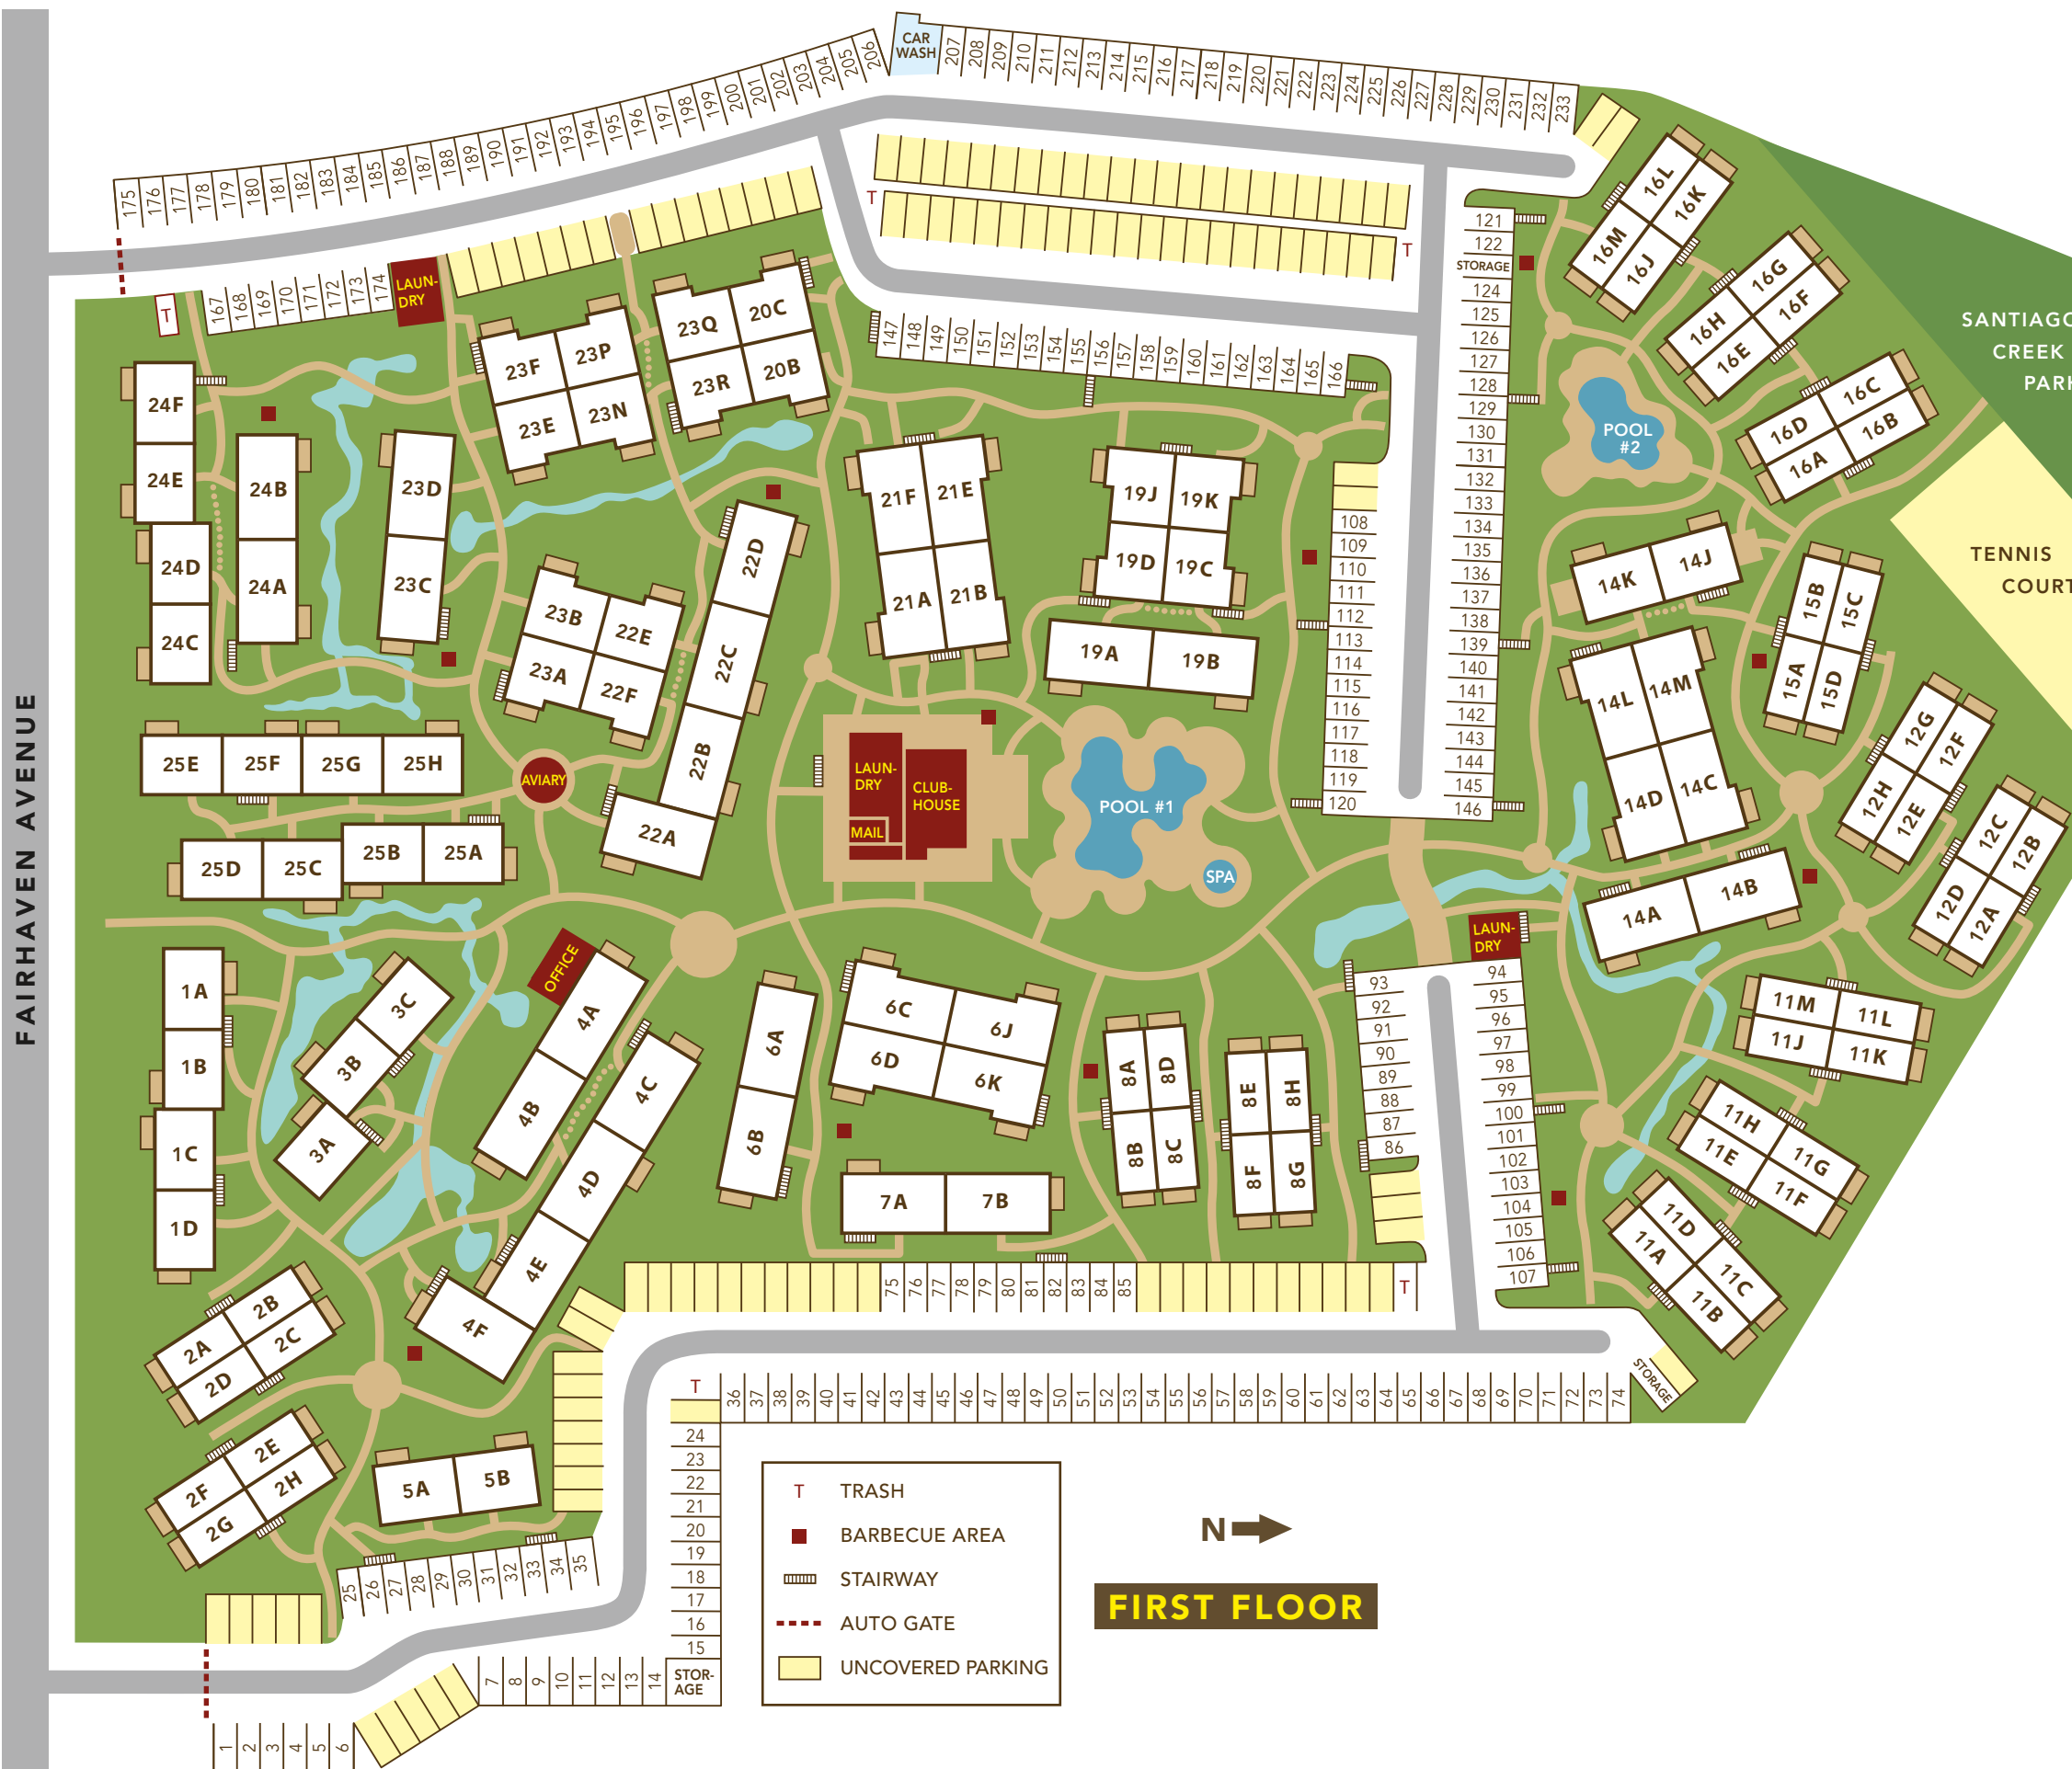 CAR
WASH
175 176 177 178 179 180 181 182 183 184 185 186 187 188 189 190 191 192 193 194 195 196 197 198 199 200 201 202 203 204 205 206
207 208 209 210 211 212 213 214 215 216 217 218 219 220 221 222 223 224 225 226 227 228 229 230 231 232 233
T
T
T
167 168 169 170 171 172 173 174
LAUN-
DRY
147 148 149 150 151 152 153 154 155 156 157 158 159 160 161 162 163 164 165 166
121
122
STORAGE
124
125
126
127
128
129
130
131
132
133
134
135
136
137
138
139
140
141
142
143
144
145
146
108
109
110
111
112
113
114
115
116
117
118
119
120
16L
16K
16M
16J
16G
16H
16F
16E
16C
16D
16B
16A
SANTIAGO
CREEK
PARK
POOL
#2
TENNIS
COURT
23Q
20C
23R
20B
23F
23P
23E
23N
24F
24E
24D
24C
24B
24A
23D
23C
21F
21E
21A
21B
19J
19K
19D
19C
19A
19B
22D
22C
22B
22A
23B
22E
23A
22F
14K
14J
14L
14M
14D
14C
14A
14B
15B
15C
15A
15D
12G
12F
12H
12E
12C
12B
12D
12A
FAIRHAVEN AVENUE
25E
25F
25G
25H
25D
25C
25B
25A
AVIARY
LAUN-
DRY
CLUB-
HOUSE
MAIL
POOL #1
SPA
LAUN-
DRY
OFFICE
1A
1B
1C
1D
3C
3B
3A
4A
4B
4C
4D
4E
4F
6A
6B
6C
6J
6D
6K
7A
7B
8A
8D
8B
8C
8E
8H
8F
8G
93
92
91
90
89
88
87
86
94
95
96
97
98
99
100
101
102
103
104
105
106
107
11M
11L
11J
11K
11H
11G
11E
11F
11D
11C
11A
11B
2B
2A
2C
2D
2E
2F
2H
2G
5A
5B
75 76 77 78 79 80 81 82 83 84 85
T
STORAGE
T
36 37 38 39 40 41 42 43 44 45 46 47 48 49 50 51 52 53 54 55 56 57 58 59 60 61 62 63 64 65 66 67 68 69 70 71 72 73 74
24
23
22
21
20
19
18
17
16
15
STOR-
AGE
25 26 27 28 29 30 31 32 33 34 35
7 8 9 10 11 12 13 14
1 2 3 4 5 6
T TRASH
BARBECUE AREA
STAIRWAY
AUTO GATE
UNCOVERED PARKING
N
FIRST FLOOR